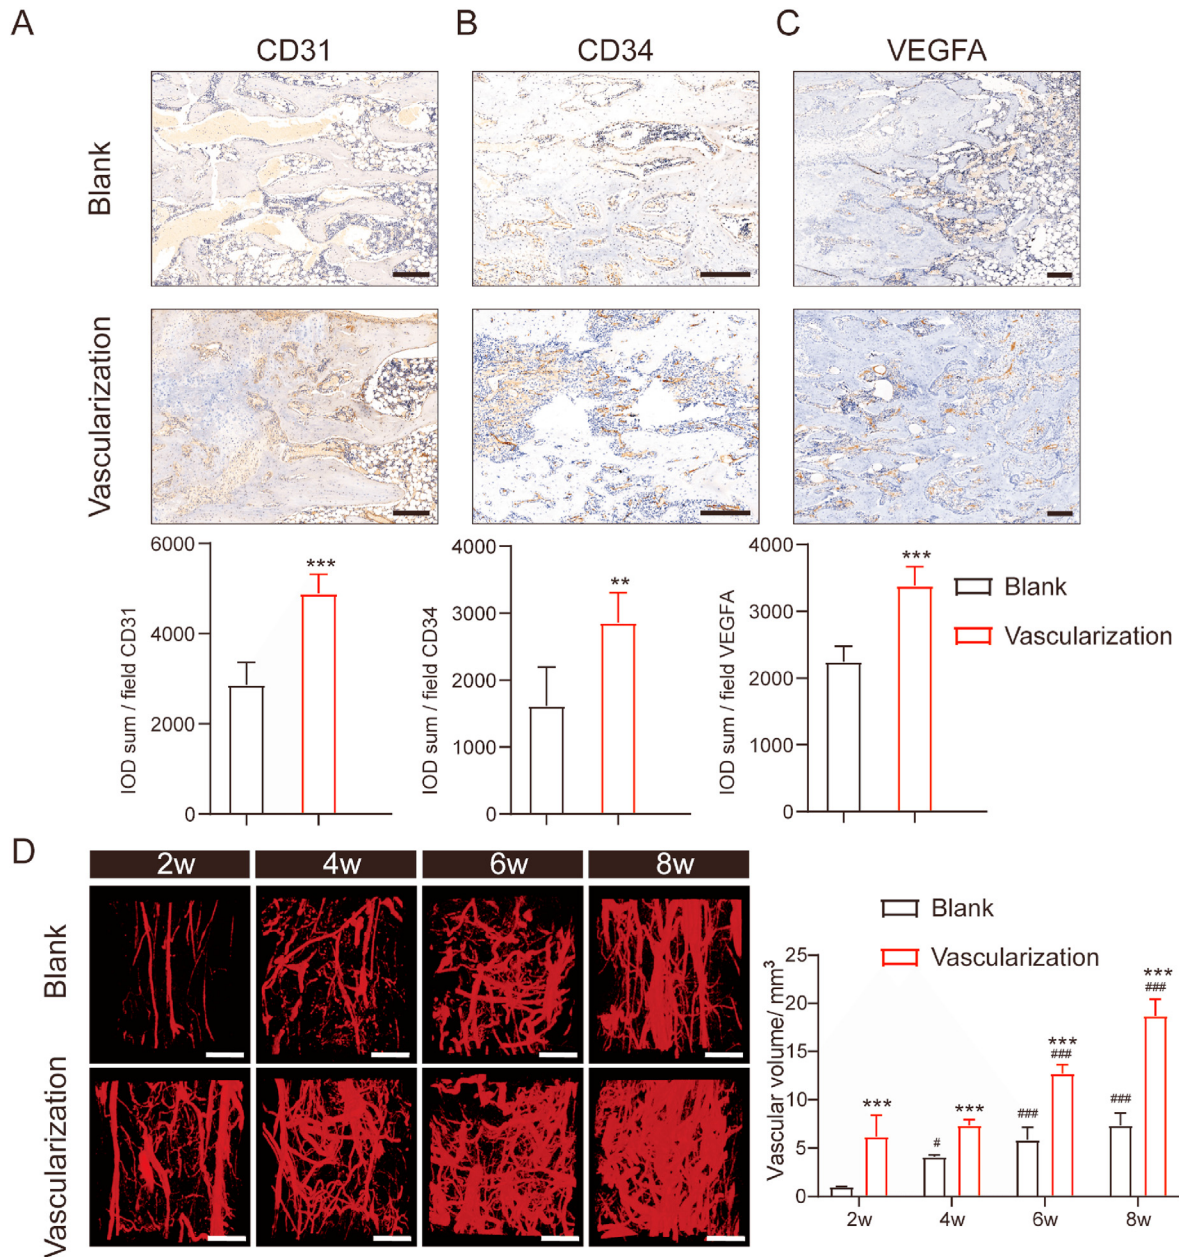 A
B
C
CD31
CD34
VEGFA
Blank
Vascularization
6000
4000
2000
0
IOD sum / field CD31
***
4000
3000
2000
1000
0
IOD sum / field CD34
**
4000
3000
2000
1000
0
IOD sum / field VEGFA
***
Blank
Vascularization
D
2w
4w
6w
8w
Blank
Vascularization
Blank
Vascularization
25
20
15
10
5
0
Vascular volume/ mm³
***
#
***
###
***
###
###
***
###
2w
4w
6w
8w